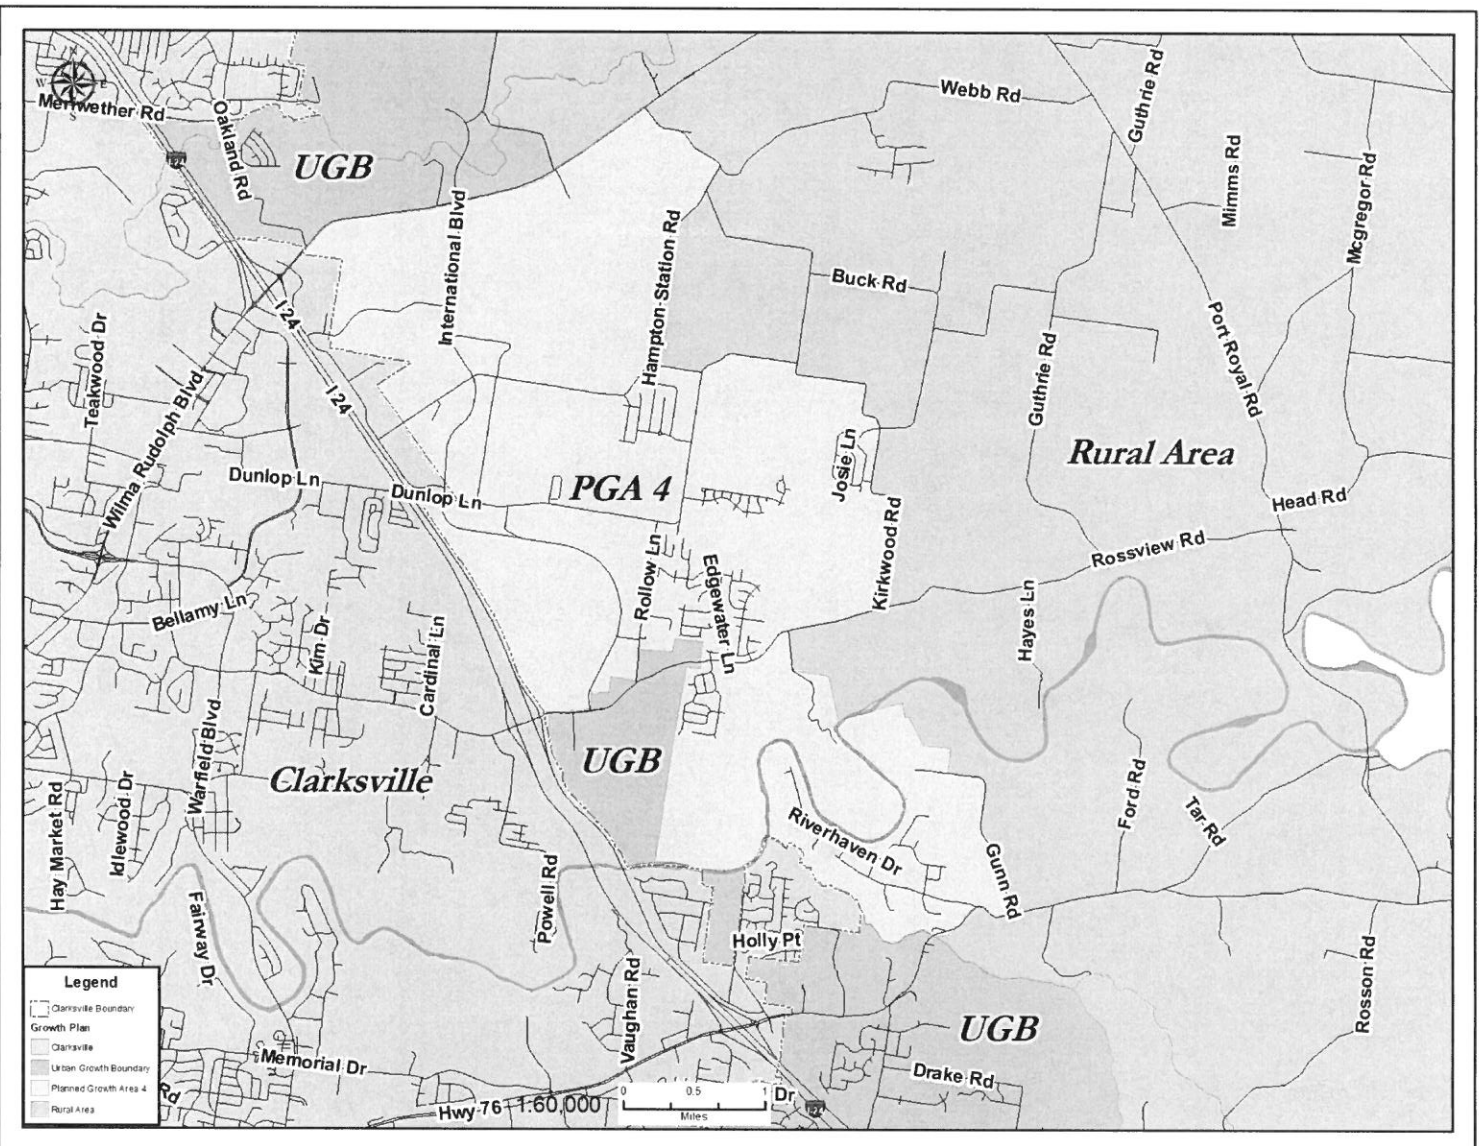 N
W
E
S
Meriwether Rd
Oakland Rd
UGB
I 24
International Blvd
Hampton Station Rd
Webb Rd
Guthrie Rd
Mimms Rd
Mcgregor Rd
Buck Rd
I 24
Teakwood Dr
Wilma Rudolph Blvd
I 24
Guthrie Rd
Port Royal Rd
Rural Area
Dunlop Ln
Dunlop Ln
PGA 4
Josie Ln
Head Rd
Kirkwood Rd
Rossview Rd
Rollow Ln
Edgewater Ln
Hayes Ln
Bellamy Ln
Kim Dr
Cardinal Ln
Warfield Blvd
Clarksville
UGB
Hay Market Rd
Idlewood Dr
Riverhaven Dr
Ford Rd
Tar Rd
Gunn Rd
Fairway Dr
Powell Rd
Holly Pt
Vaughan Rd
Rosson Rd
UGB
Drake Rd
Memorial Dr
Rd
Hwy 76
Dr
Legend
Clarksville Boundary
Growth Plan
Clarksville
Urban Growth Boundary
Planned Growth Area 4
Rural Area
1:60,000
0 0.5 1
Miles